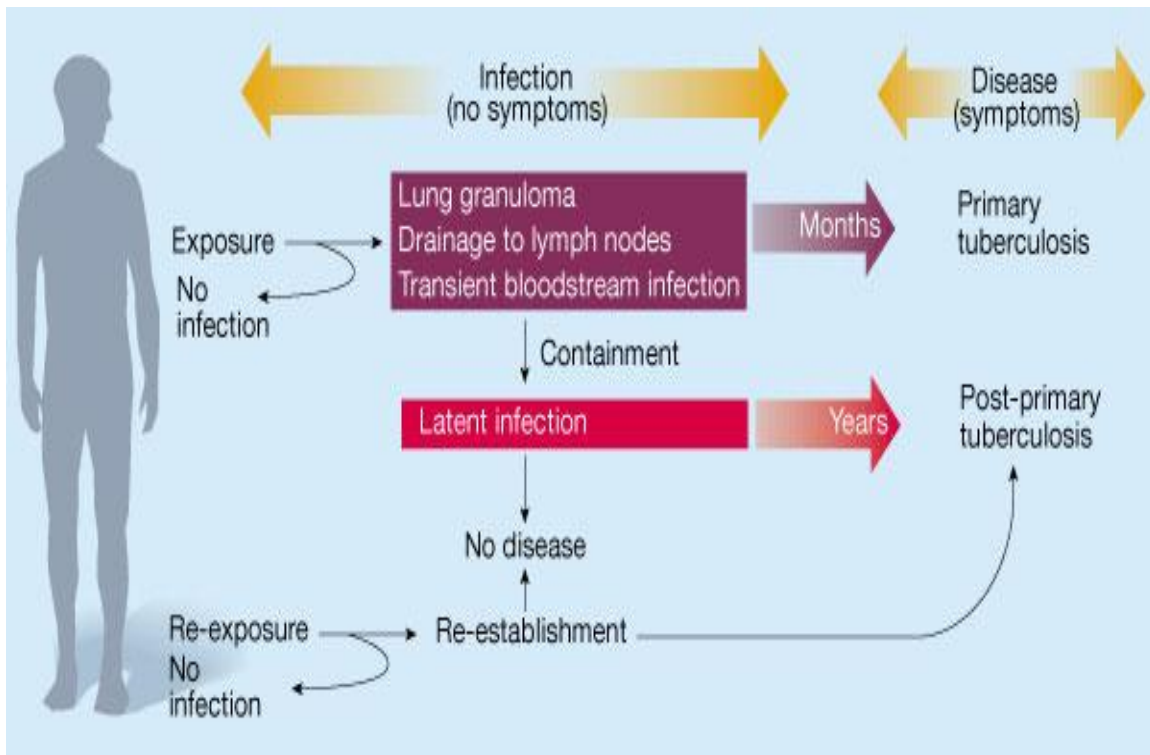 Infection
(no symptoms)
Disease
(symptoms)
Lung granuloma
Drainage to lymph nodes
Transient bloodstream infection
Months
Primary
tuberculosis
Exposure
No
infection
Containment
Latent infection
Years
Post-primary
tuberculosis
No disease
Re-exposure
Re-establishment
No
infection